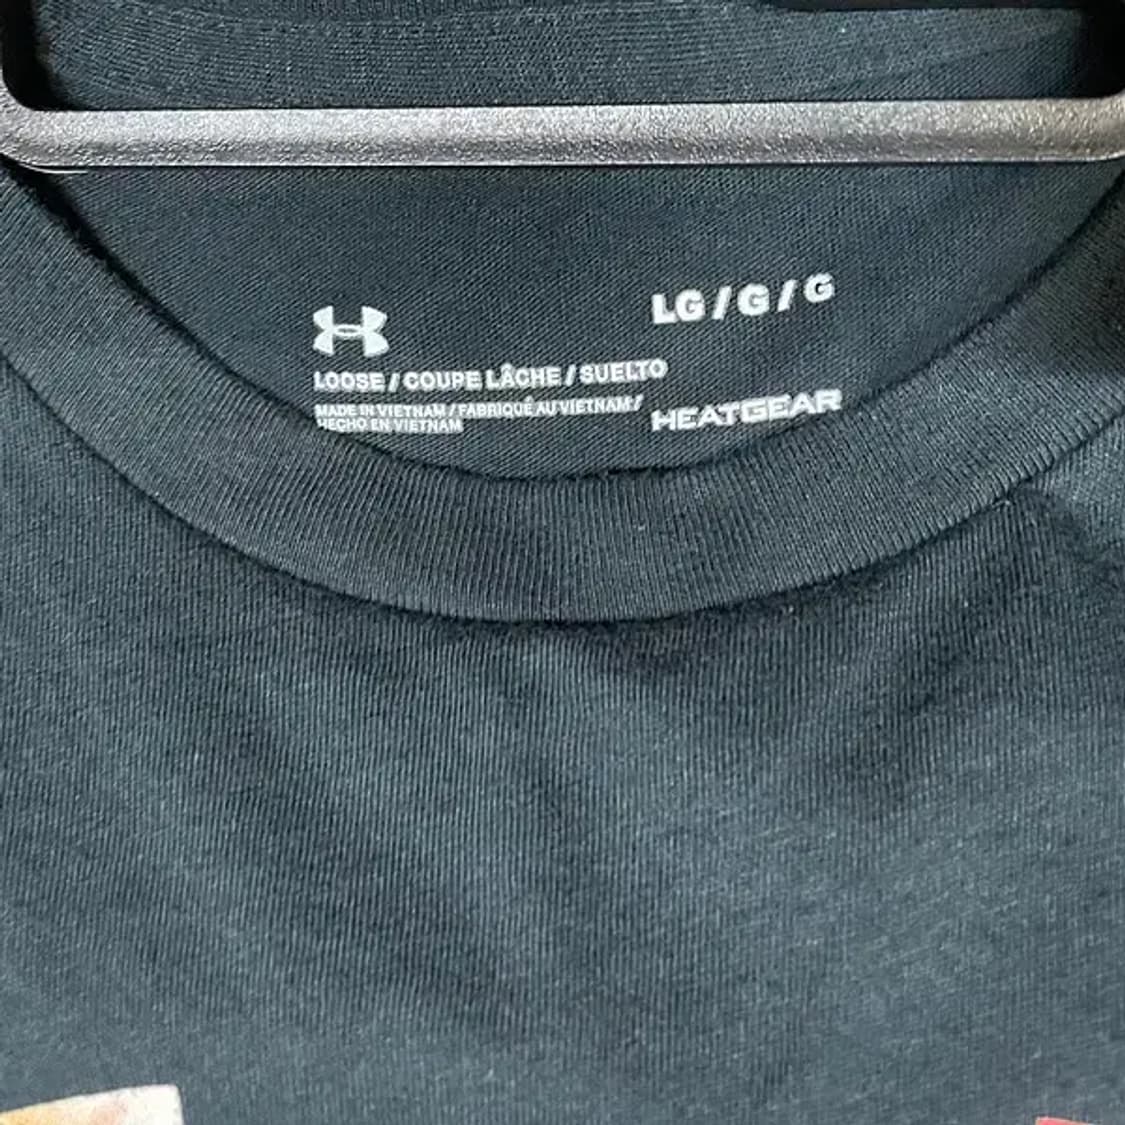 LG / G / G
LOOSE / COUPE LÂCHE / SUELTO
MADE IN VIETNAM / FABRIQUÉ AU VIETNAM /
HECHO EN VIETNAM
HEATGEAR